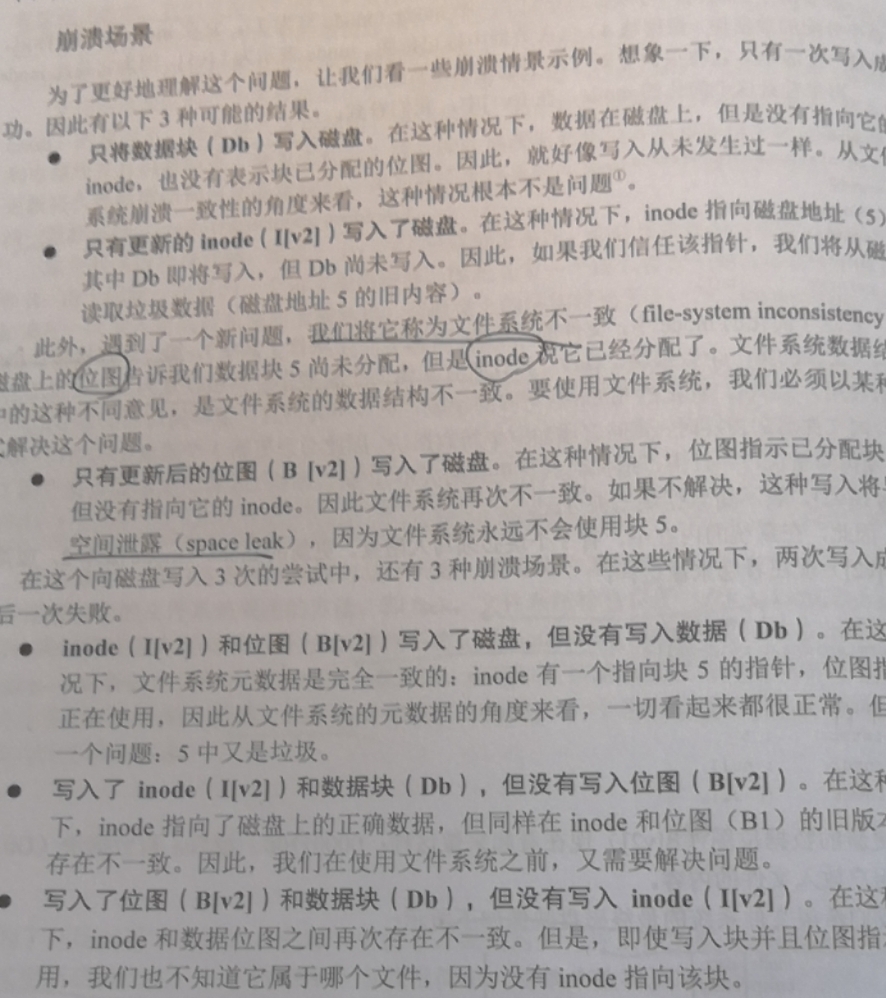 崩溃场景
为了更好地理解这个问题，让我们看一些崩溃情景示例。想象一下，只有一次写入成
功。因此有以下 3 种可能的结果。
● 只将数据块（Db）写入磁盘。在这种情况下，数据在磁盘上，但是没有指向它的
inode，也没有表示块已分配的位图。因此，就好像写入从未发生过一样。从文件
系统崩溃一致性的角度来看，这种情况根本不是问题①。
● 只有更新的 inode（I[v2]）写入了磁盘。在这种情况下，inode 指向磁盘地址（5）
其中 Db 即将写入，但 Db 尚未写入。因此，如果我们信任该指针，我们将从磁
读取垃圾数据（磁盘地址 5 的旧内容）。
此外，遇到了一个新问题，我们将它称为文件系统不一致（file-system inconsistency
磁盘上的位图告诉我们数据块 5 尚未分配，但是 inode 说它已经分配了。文件系统数据结
中的这种不同意见，是文件系统的数据结构不一致。要使用文件系统，我们必须以某种
式解决这个问题。
● 只有更新后的位图（B [v2]）写入了磁盘。在这种情况下，位图指示已分配块
但没有指向它的 inode。因此文件系统再次不一致。如果不解决，这种写入将
空间泄露（space leak），因为文件系统永远不会使用块 5。
在这个向磁盘写入 3 次的尝试中，还有 3 种崩溃场景。在这些情况下，两次写入成
后一次失败。
● inode（I[v2]）和位图（B[v2]）写入了磁盘，但没有写入数据（Db）。在这
况下，文件系统元数据是完全一致的：inode 有一个指向块 5 的指针，位图指
正在使用，因此从文件系统的元数据的角度来看，一切看起来都很正常。但
一个问题：5 中又是垃圾。
● 写入了 inode（I[v2]）和数据块（Db），但没有写入位图（B[v2]）。在这种
下，inode 指向了磁盘上的正确数据，但同样在 inode 和位图（B1）的旧版本
存在不一致。因此，我们在使用文件系统之前，又需要解决问题。
● 写入了位图（B[v2]）和数据块（Db），但没有写入 inode（I[v2]）。在这种
下，inode 和数据位图之间再次存在不一致。但是，即使写入块并且位图指
用，我们也不知道它属于哪个文件，因为没有 inode 指向该块。